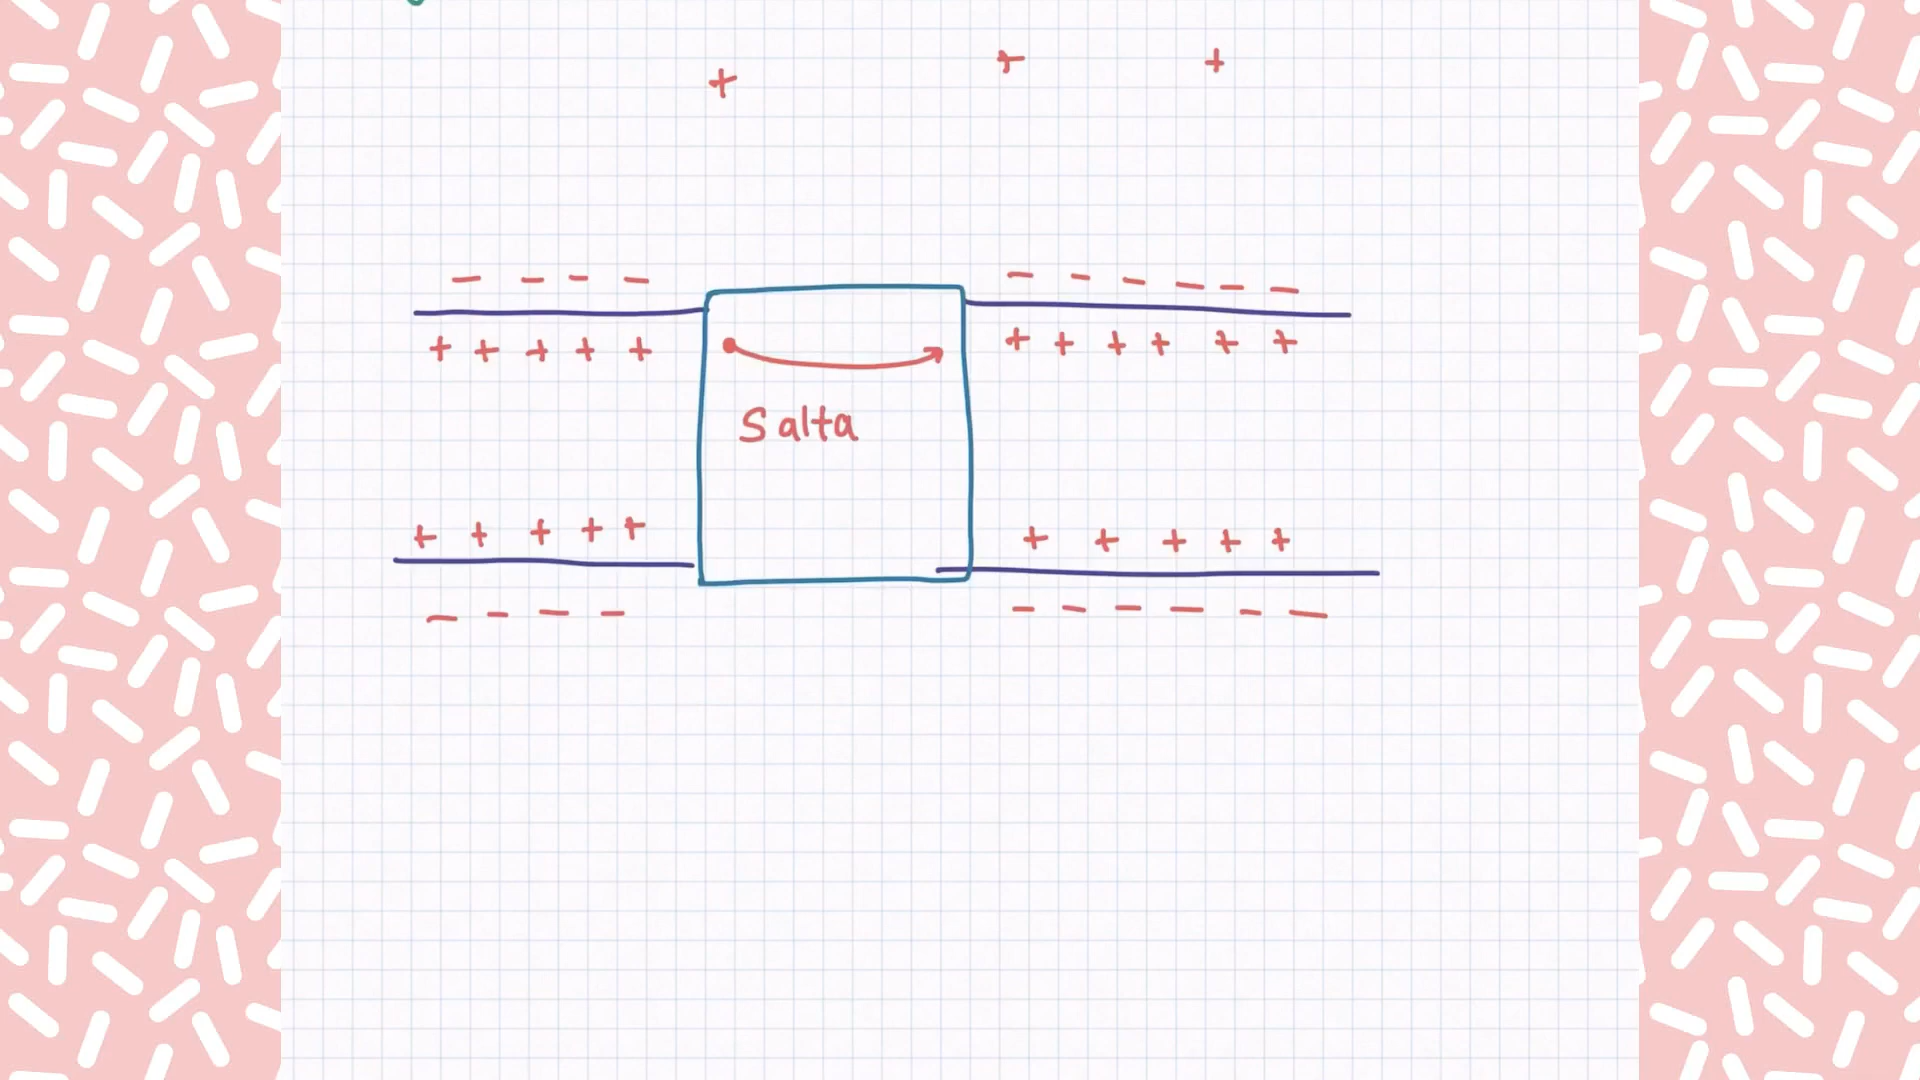 + + +
- - - - - - - - - -
+ + + + + + + + + + +
Salta
+ + + + + + + + + +
- - - - - - - - - -